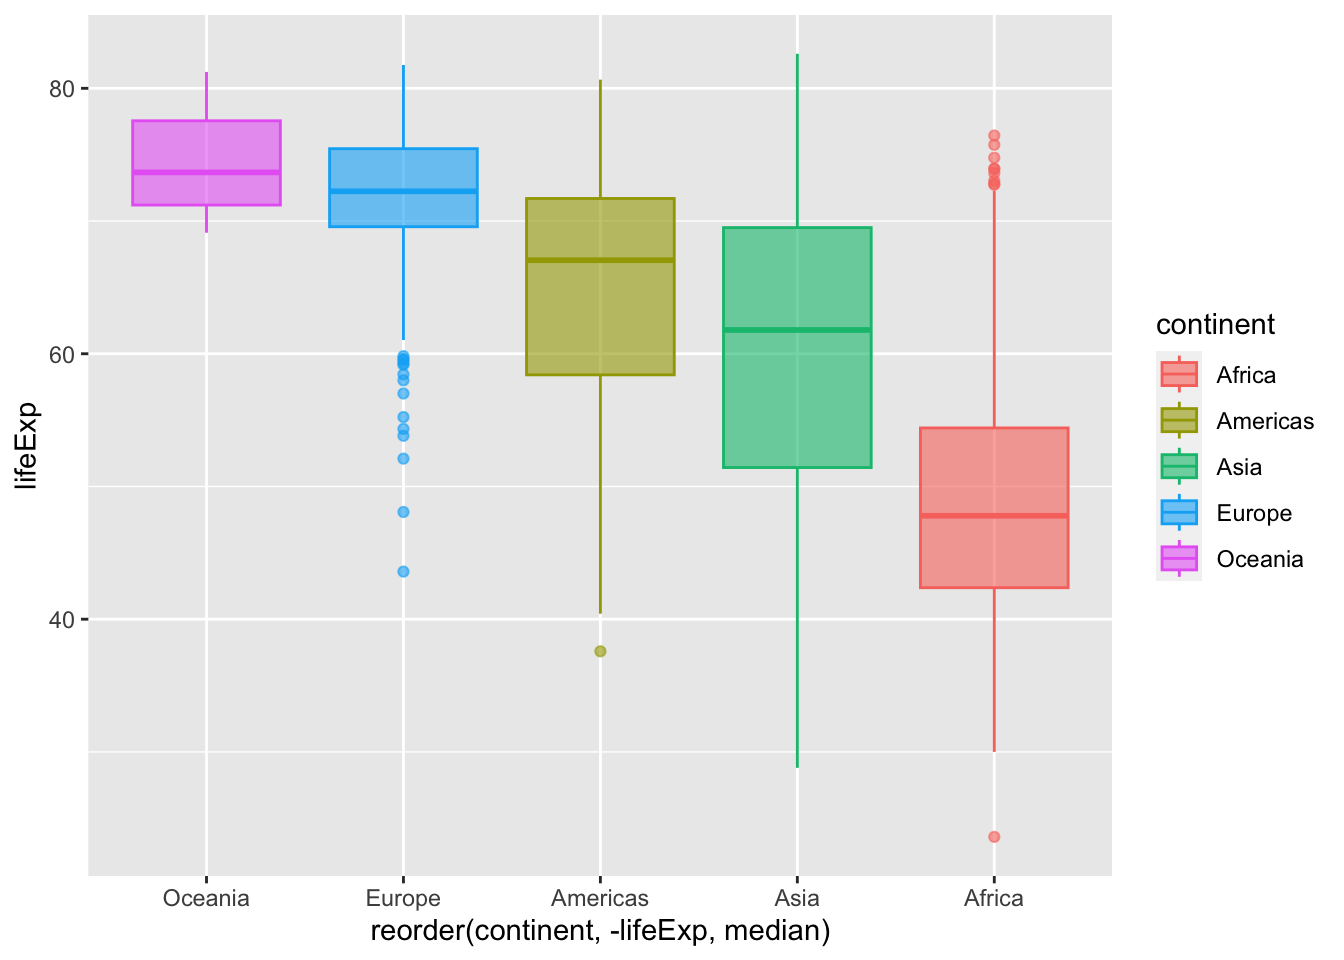 80
60
40
lifeExp
Oceania
Europe
Americas
Asia
Africa
reorder(continent, -lifeExp, median)
continent
Africa
Americas
Asia
Europe
Oceania